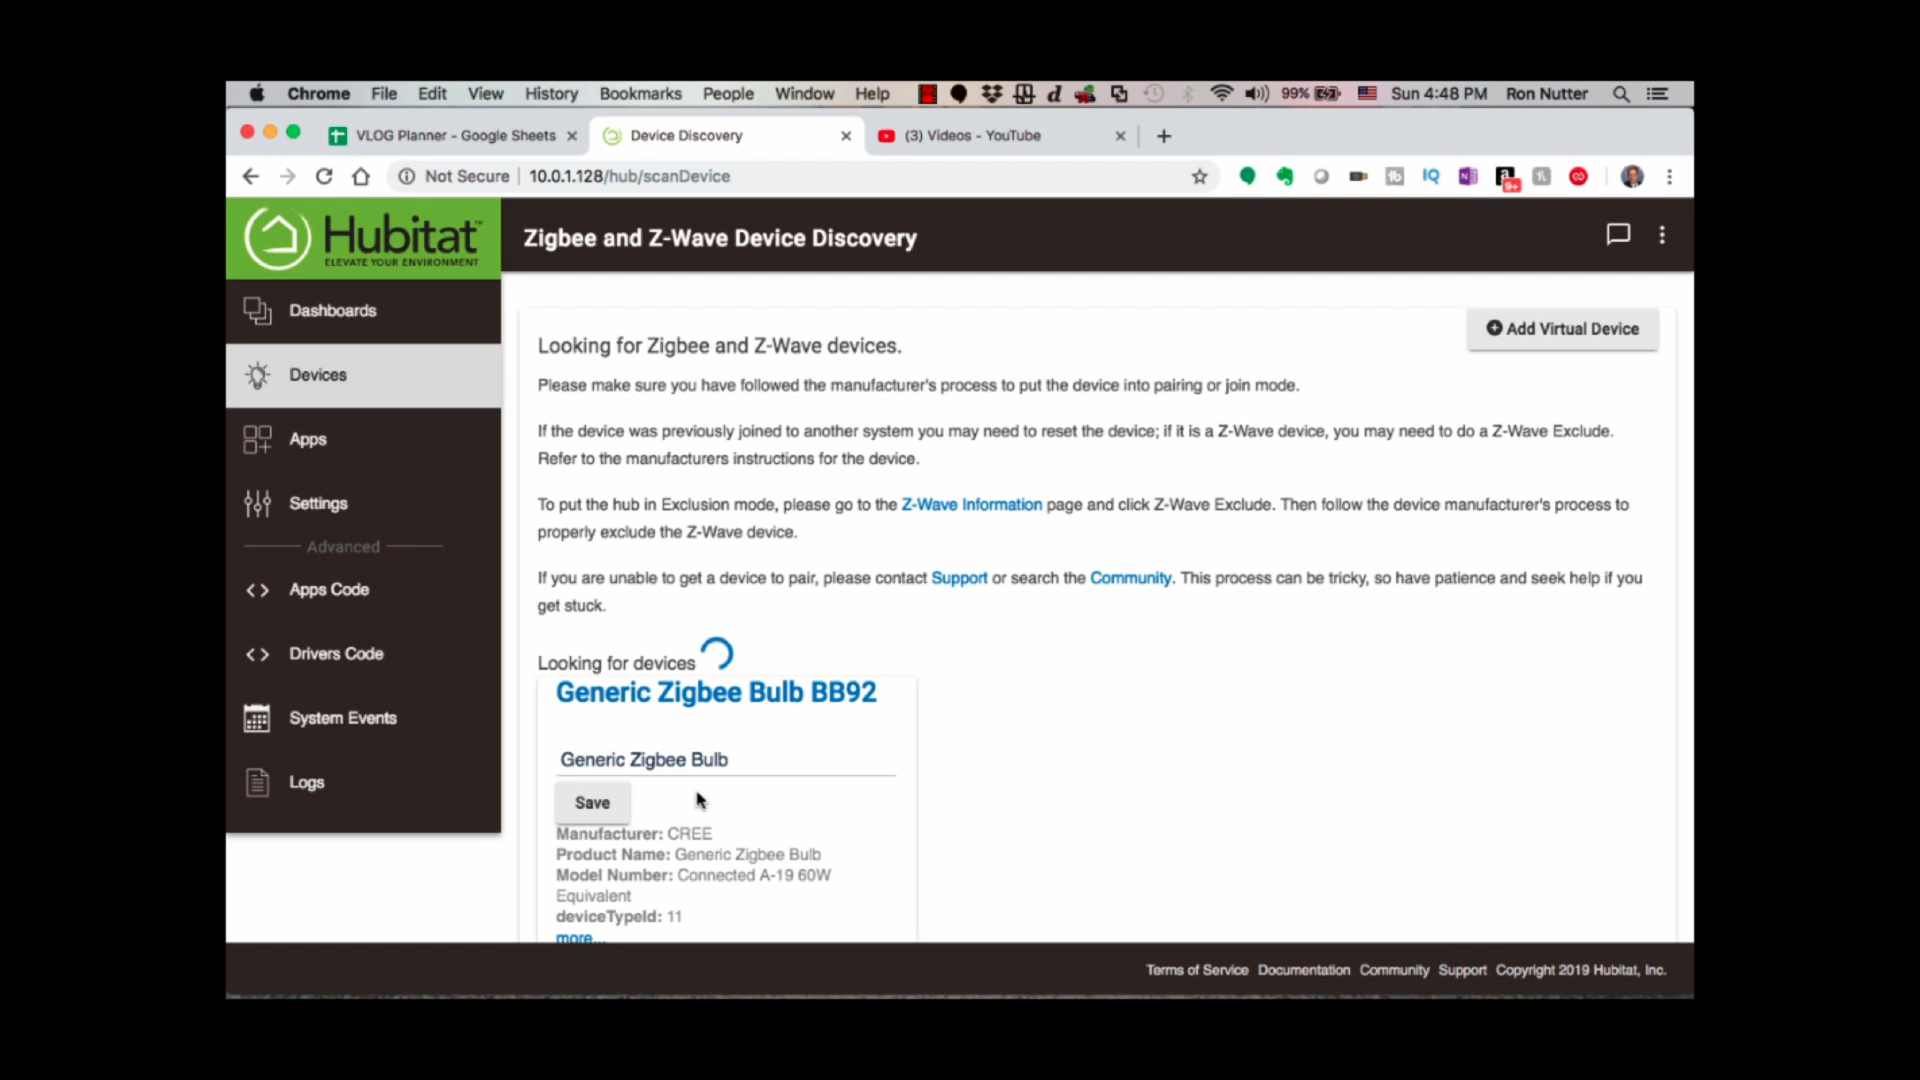 Chrome File Edit View History Bookmarks People Window Help 99% Sun 4:48 PM Ron Nutter
VLOG Planner - Google Sheets Device Discovery (3) Videos - YouTube
Not Secure 10.0.1.128/hub/scanDevice
Hubitat™
ELEVATE YOUR ENVIRONMENT
Zigbee and Z-Wave Device Discovery
Dashboards
Devices
Apps
Settings
Advanced
Apps Code
Drivers Code
System Events
Logs
Add Virtual Device
Looking for Zigbee and Z-Wave devices.
Please make sure you have followed the manufacturer's process to put the device into pairing or join mode.
If the device was previously joined to another system you may need to reset the device; if it is a Z-Wave device, you may need to do a Z-Wave Exclude.
Refer to the manufacturers instructions for the device.
To put the hub in Exclusion mode, please go to the Z-Wave Information page and click Z-Wave Exclude. Then follow the device manufacturer's process to
properly exclude the Z-Wave device.
If you are unable to get a device to pair, please contact Support or search the Community. This process can be tricky, so have patience and seek help if you
get stuck.
Looking for devices
Generic Zigbee Bulb BB92
Generic Zigbee Bulb
Save
Manufacturer: CREE
Product Name: Generic Zigbee Bulb
Model Number: Connected A-19 60W
Equivalent
deviceTypeId: 11
more...
Terms of Service Documentation Community Support Copyright 2019 Hubitat, Inc.